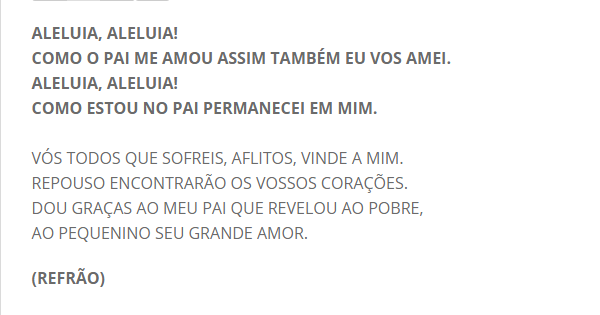 ALELUIA, ALELUIA!
COMO O PAI ME AMOU ASSIM TAMBÉM EU VOS AMEI.
ALELUIA, ALELUIA!
COMO ESTOU NO PAI PERMANECEI EM MIM.
VÓS TODOS QUE SOFREIS, AFLITOS, VINDE A MIM.
REPOUSO ENCONTRARÃO OS VOSSOS CORAÇÕES.
DOU GRAÇAS AO MEU PAI QUE REVELOU AO POBRE,
AO PEQUENINO SEU GRANDE AMOR.
(REFRÃO)